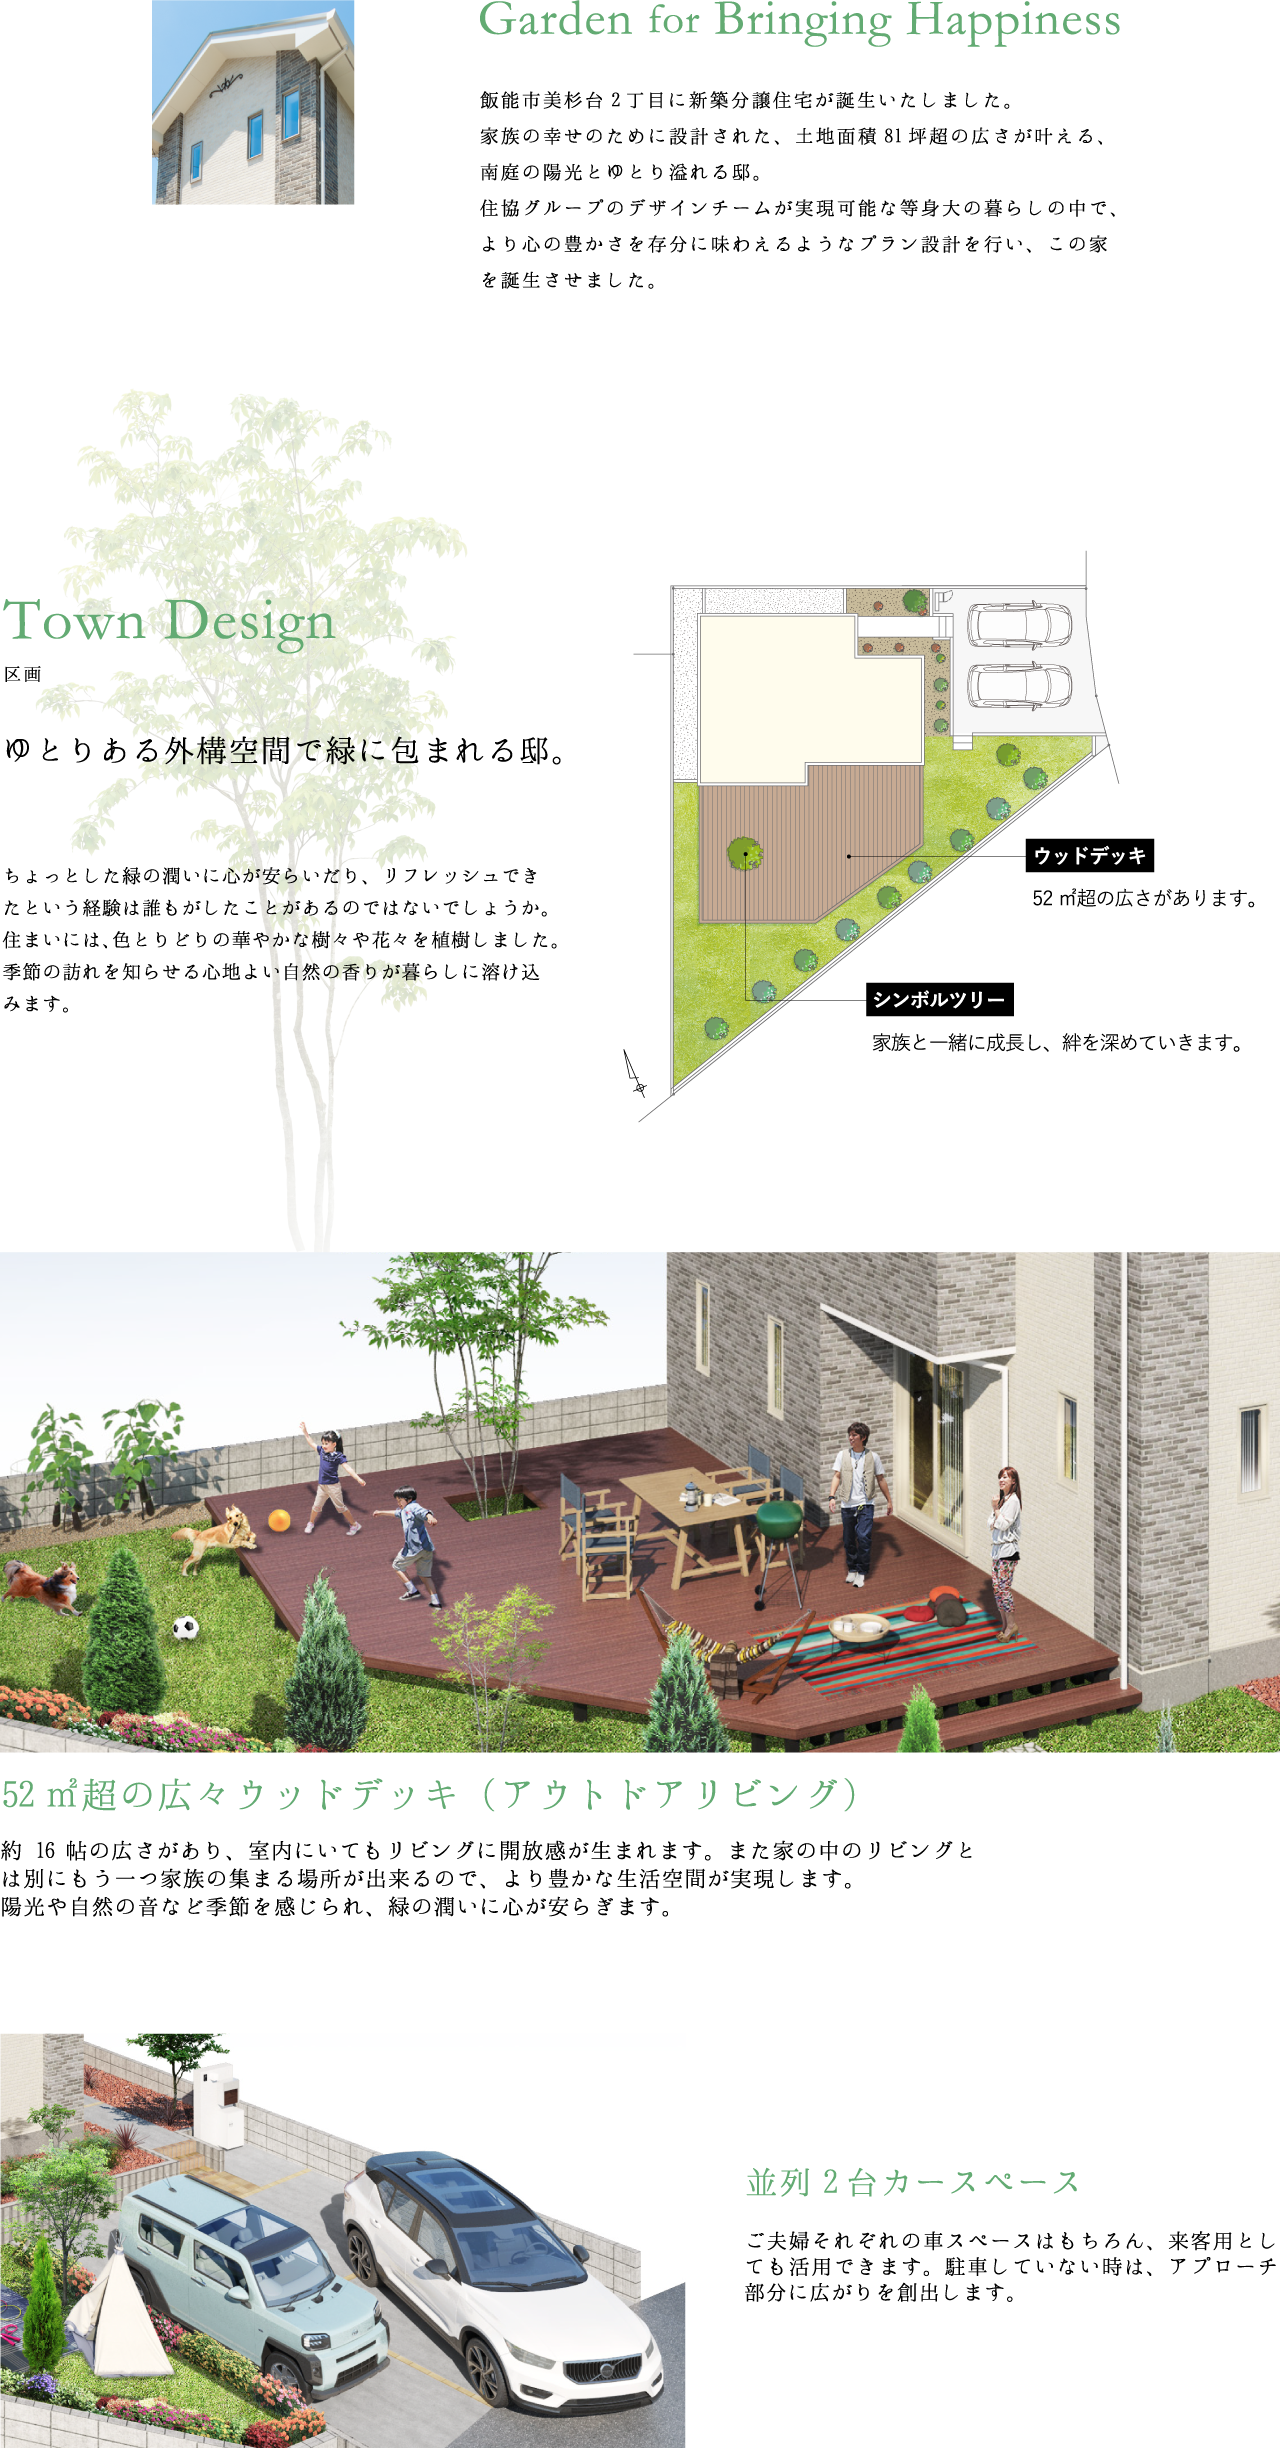 Garden for Bringing Happiness
飯能市美杉台2丁目に新築分譲住宅が誕生いたしました。
家族の幸せのために設計された、土地面積81坪超の広さが叶える、
南庭の陽光とゆとり溢れる邸。
住協グループのデザインチームが実現可能な等身大の暮らしの中で、
より心の豊かさを存分に味わえるようなプラン設計を行い、この家
を誕生させました。
Town Design
区画
ゆとりある外構空間で緑に包まれる邸。
ちょっとした緑の潤いに心が安らいだり、リフレッシュでき
たという経験は誰もがしたことがあるのではないでしょうか。
住まいには、色とりどりの華やかな樹々や花々を植樹しました。
季節の訪れを知らせる心地よい自然の香りが暮らしに溶け込
みます。
ウッドデッキ
52㎡超の広さがあります。
シンボルツリー
家族と一緒に成長し、絆を深めていきます。
52㎡超の広々ウッドデッキ（アウトドアリビング）
約 16 帖の広さがあり、室内にいてもリビングに開放感が生まれます。また家の中のリビングと
は別にもう一つ家族の集まる場所が出来るので、より豊かな生活空間が実現します。
陽光や自然の音など季節を感じられ、緑の潤いに心が安らぎます。
並列2台カースペース
ご夫婦それぞれの車スペースはもちろん、来客用とし
ても活用できます。駐車していない時は、アプローチ
部分に広がりを創出します。